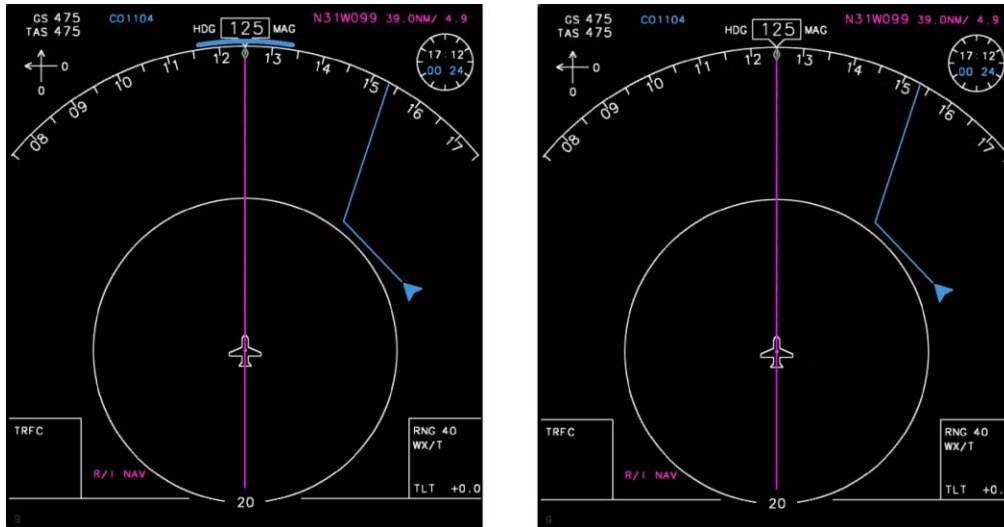 GS 475
TAS 475
CO1104
HDG 125 MAG
N31W099 39.0NM/ 4.9
0
0
17:12
00 24
08 09 10 11 12 13 14 15 16 17
TRFC
R/I NAV
20
RNG 40
WX/T
TLT +0.0
9
GS 475
TAS 475
CO1104
HDG 125 MAG
N31W099 39.0NM/ 4.9
0
0
17:12
00 24
08 09 10 11 12 13 14 15 16 17
TRFC
R/I NAV
20
RNG 40
WX/T
TLT +0.0
9